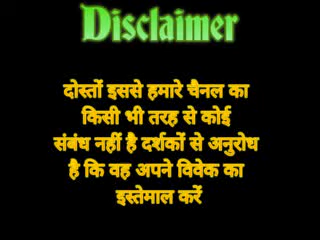 Disclaimer
दोस्तों इससे हमारे चैनल का
किसी भी तरह से कोई
संबंध नहीं है दर्शकों से अनुरोध
है कि वह अपने विवेक का
इस्तेमाल करें